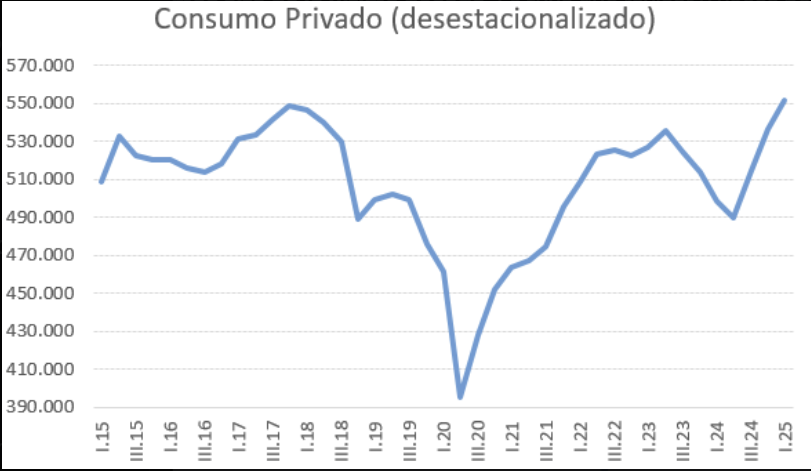 Consumo Privado (desestacionalizado)
570.000
550.000
530.000
510.000
490.000
470.000
450.000
430.000
410.000
390.000
I.15
III.15
I.16
III.16
I.17
III.17
I.18
III.18
I.19
III.19
I.20
III.20
I.21
III.21
I.22
III.22
I.23
III.23
I.24
III.24
I.25